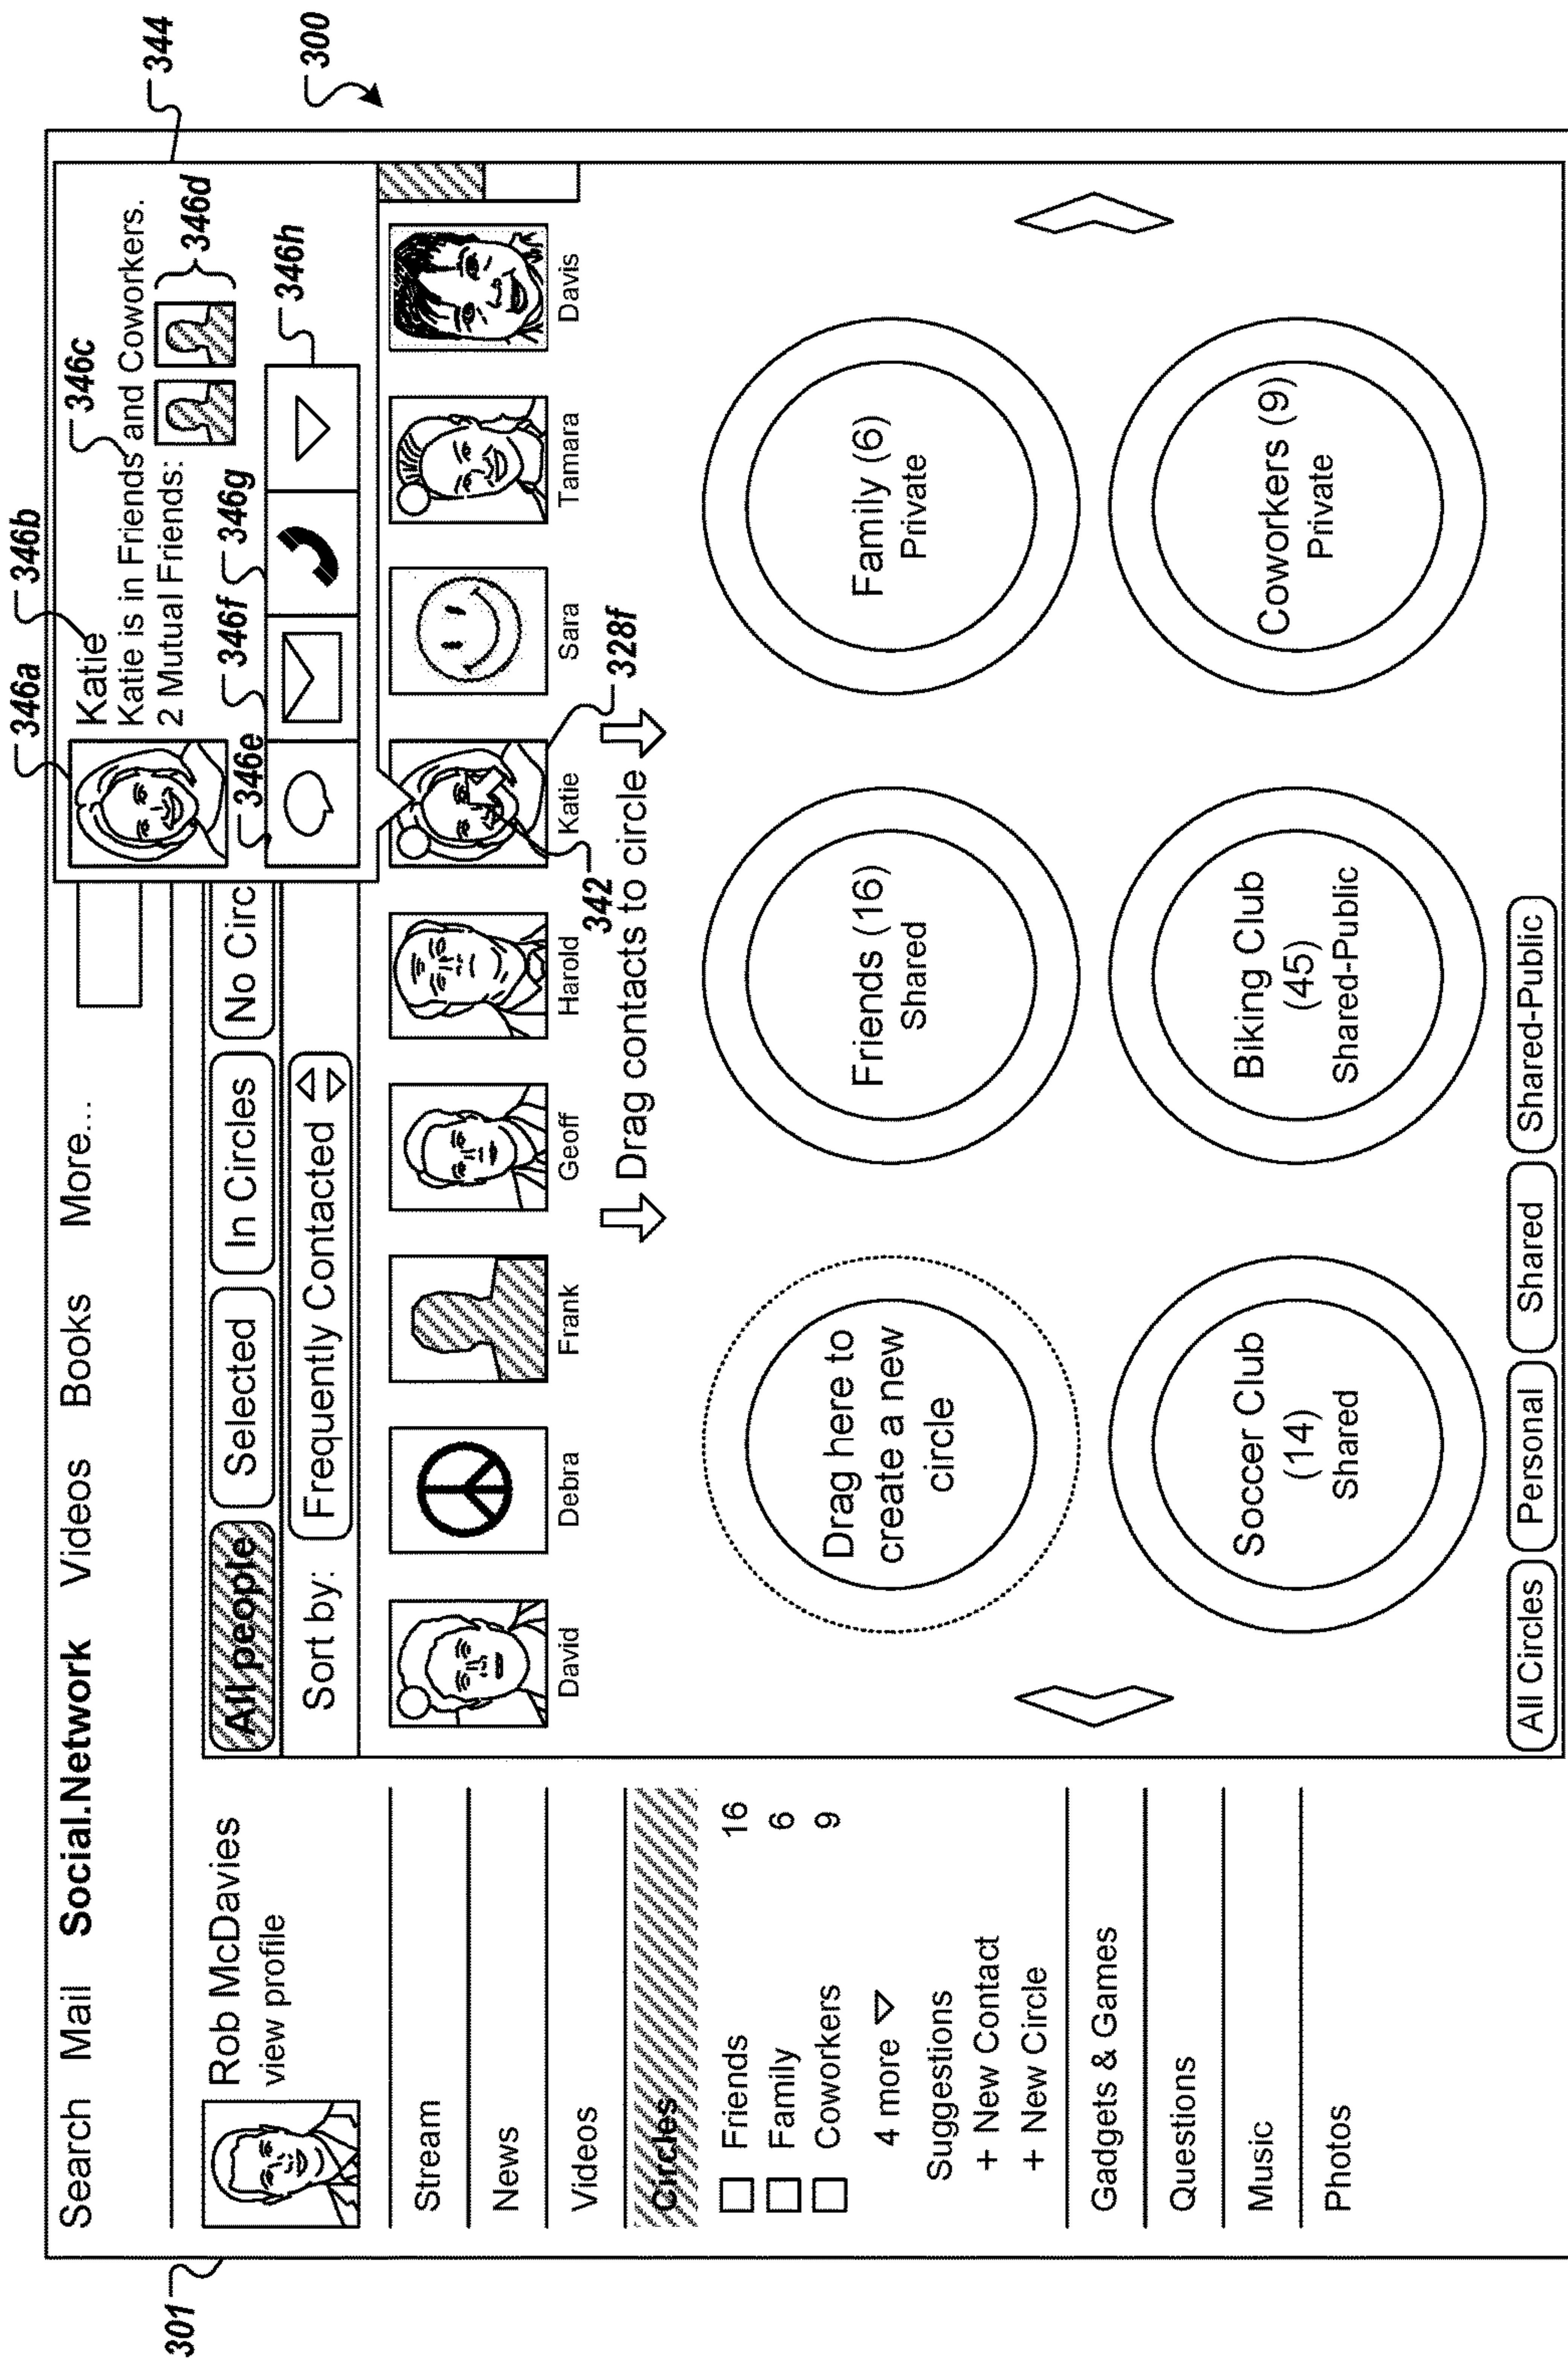 346a
346b
346c
344
Search Mail Social.Network Videos Books More...
Katie
Katie is in Friends and Coworkers.
2 Mutual Friends:
346d
346e
346f
346g
346h
300
301
Rob McDavies
view profile
All people
Selected
In Circles
No Circ
Sort by:
Frequently Contacted
David
Debra
Frank
Geoff
Harold
Katie
Sara
Tamara
Davis
342
328f
Drag contacts to circle
Stream
News
Videos
Circles
Friends 16
Family 6
Coworkers 9
4 more
Suggestions
+ New Contact
+ New Circle
Gadgets & Games
Questions
Music
Photos
Drag here to
create a new
circle
Friends (16)
Shared
Family (6)
Private
Soccer Club
(14)
Shared
Biking Club
(45)
Shared-Public
Coworkers (9)
Private
All Circles
Personal
Shared
Shared-Public